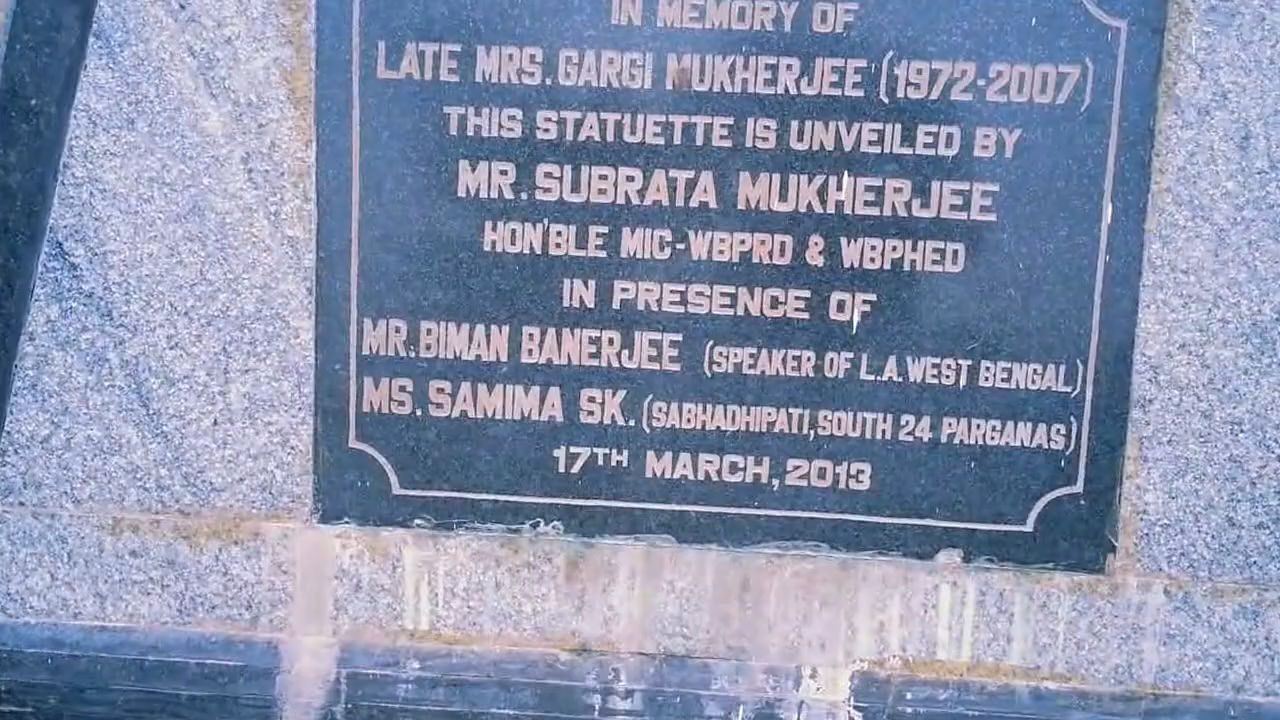 IN MEMORY OF
LATE MRS. GARGI MUKHERJEE (1972-2007)
THIS STATUETTE IS UNVEILED BY
MR. SUBRATA MUKHERJEE
HON'BLE MIC-WBPRD & WBPHED
IN PRESENCE OF
MR. BIMAN BANERJEE (SPEAKER OF L.A. WEST BENGAL)
MS. SAMIMA SK. (SABHADHIPATI, SOUTH 24 PARGANAS)
17TH MARCH, 2013